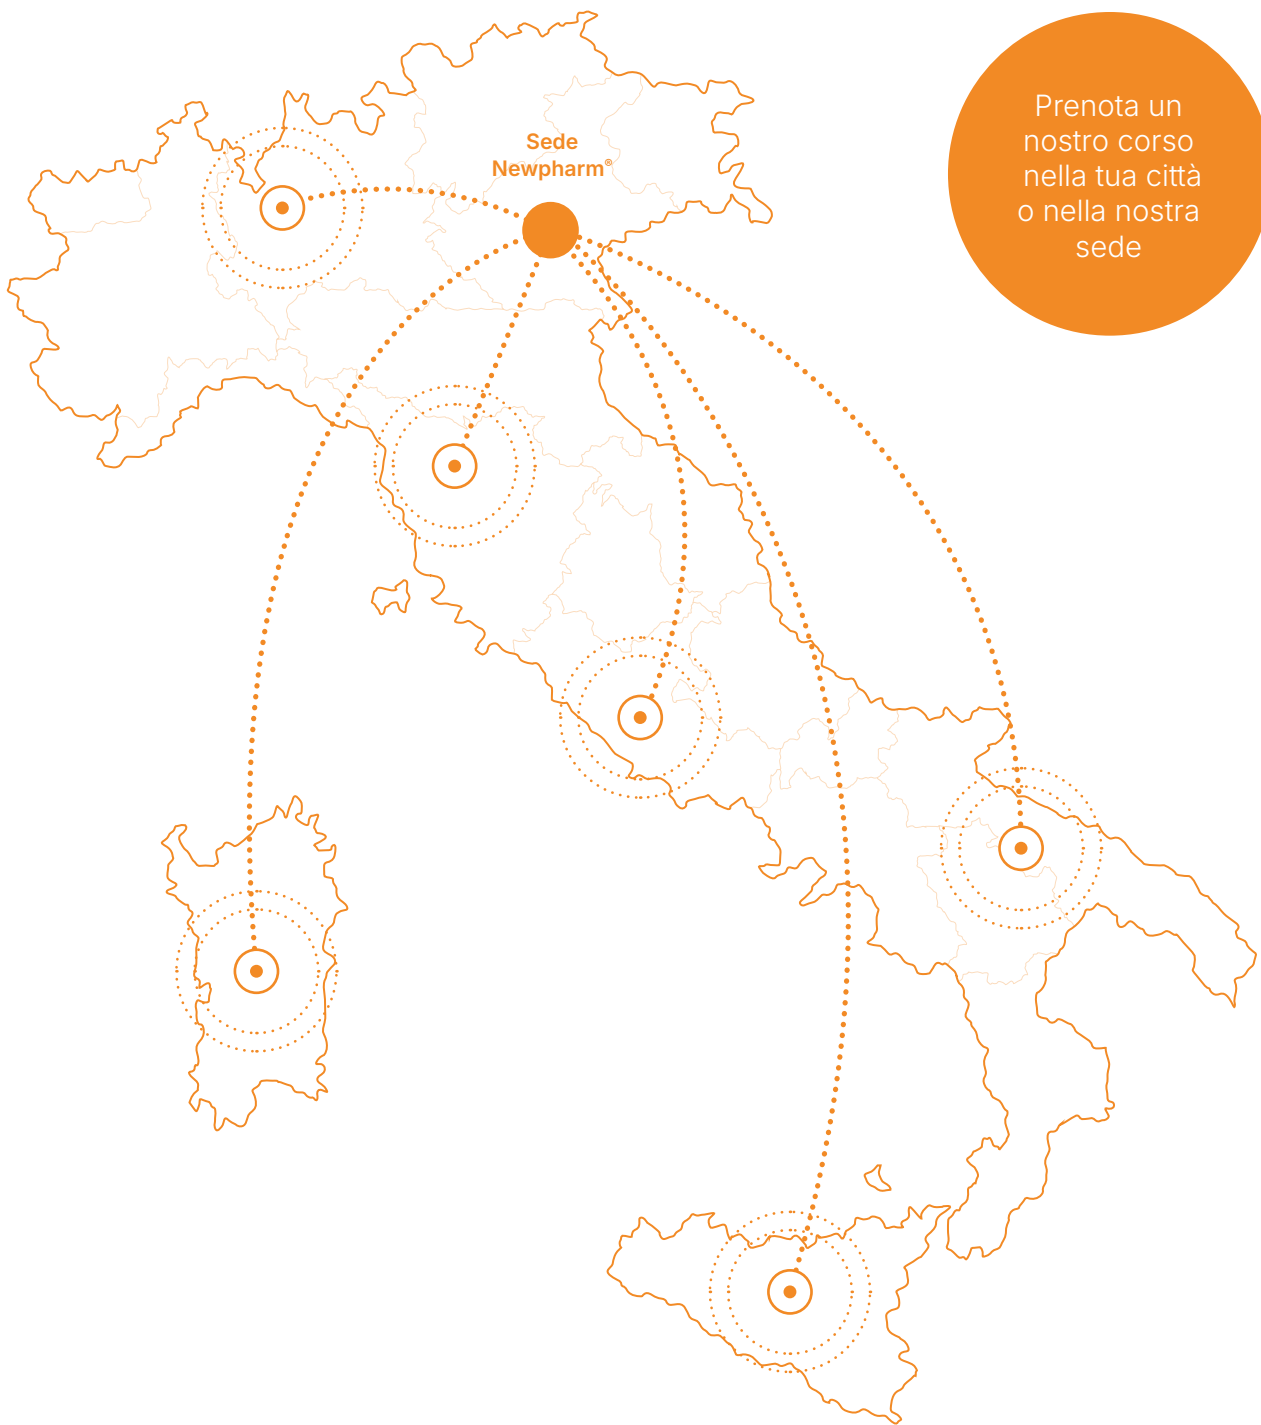 Sede
Newpharm®
Prenota un
nostro corso
nella tua città
o nella nostra
sede